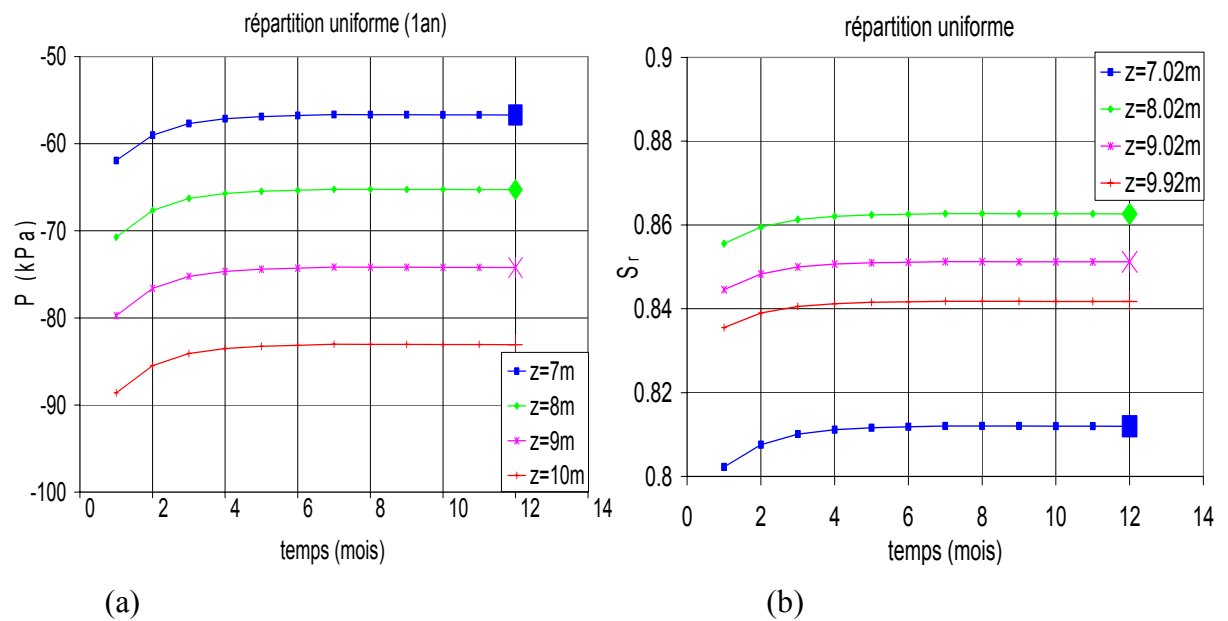 répartition uniforme (1an)
-50
-60
-70
-80
-90
-100
P (kPa)
0 2 4 6 8 10 12 14
temps (mois)
z=7m
z=8m
z=9m
z=10m
(a)
répartition uniforme
0.9
0.88
0.86
0.84
0.82
0.8
Sr
0 2 4 6 8 10 12 14
temps (mois)
z=7.02m
z=8.02m
z=9.02m
z=9.92m
(b)